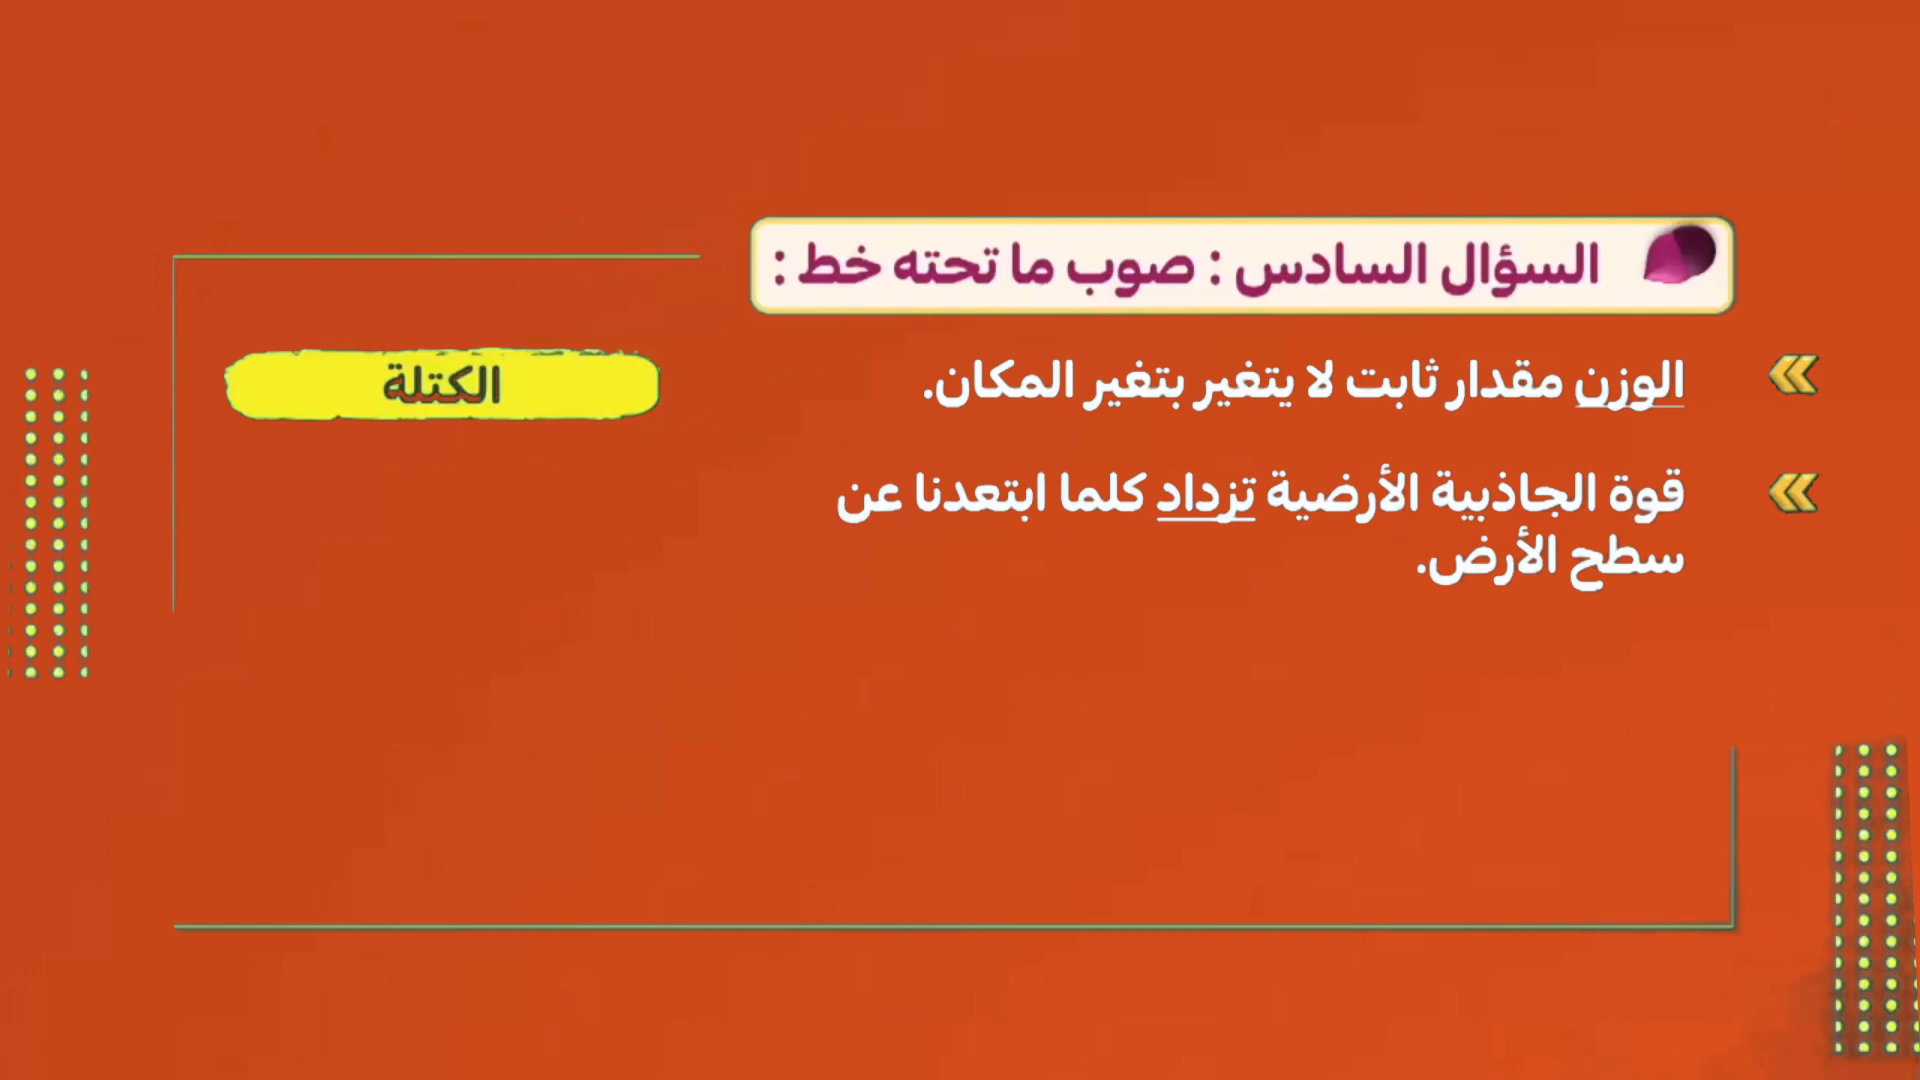 السؤال السادس : صوب ما تحته خط :
الوزن مقدار ثابت لا يتغير بتغير المكان.
الكتلة
قوة الجاذبية الأرضية تزداد كلما ابتعدنا عن
سطح الأرض.